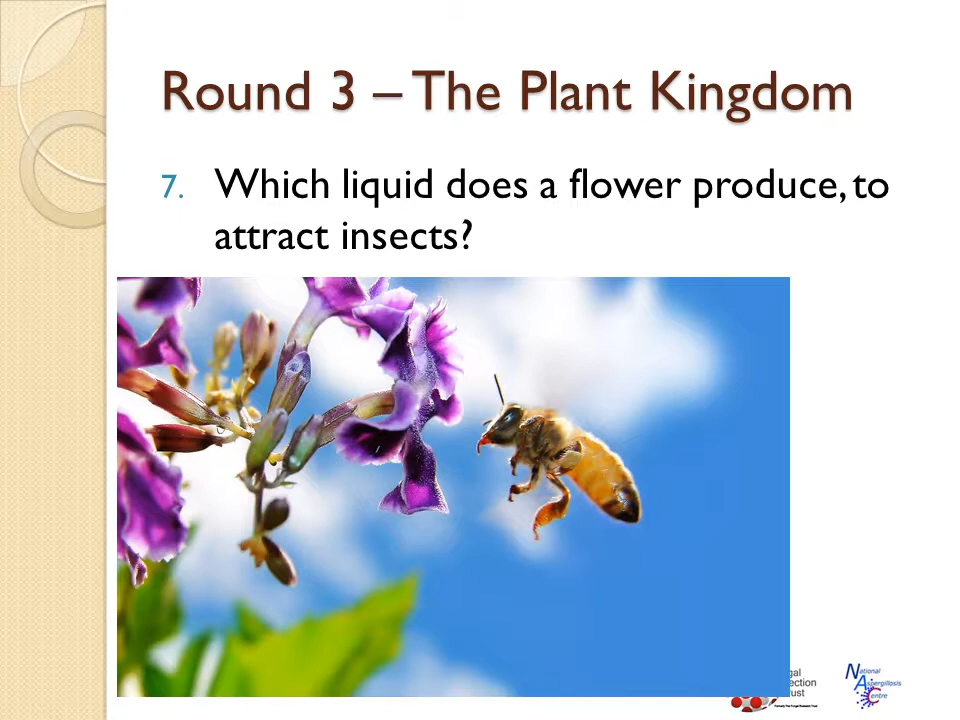 Round 3 – The Plant Kingdom
7. Which liquid does a flower produce, to
attract insects?
National
Aspergillosis
Centre